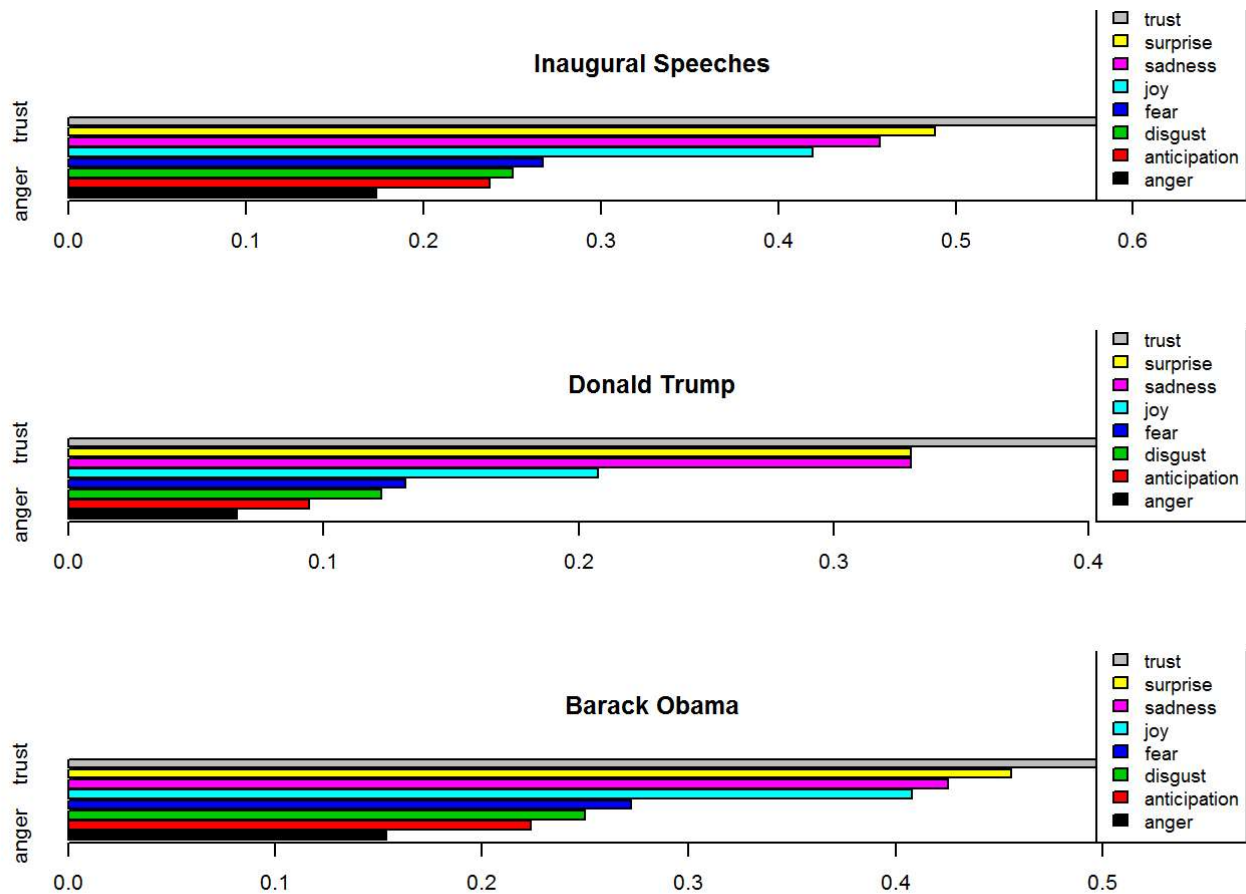 Inaugural Speeches
trust
anger
0.0 0.1 0.2 0.3 0.4 0.5 0.6
trust
surprise
sadness
joy
fear
disgust
anticipation
anger
Donald Trump
trust
anger
0.0 0.1 0.2 0.3 0.4
trust
surprise
sadness
joy
fear
disgust
anticipation
anger
Barack Obama
trust
anger
0.0 0.1 0.2 0.3 0.4 0.5
trust
surprise
sadness
joy
fear
disgust
anticipation
anger